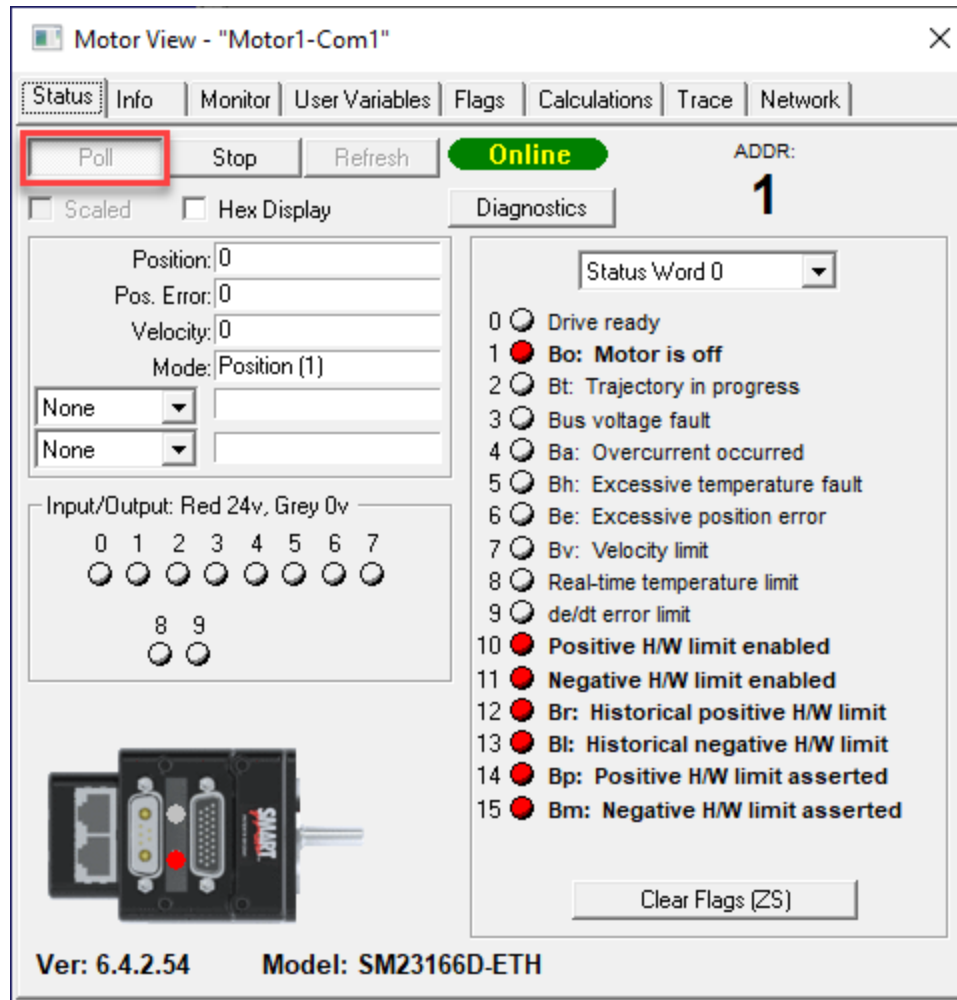 Motor View - "Motor1-Com1"
Status Info Monitor User Variables Flags Calculations Trace Network
Poll Stop Refresh Online ADDR:
1
Scaled Hex Display Diagnostics
Position: 0
Pos. Error: 0
Velocity: 0
Mode: Position (1)
None
None
Input/Output: Red 24v, Grey 0v
0 1 2 3 4 5 6 7
8 9
Status Word 0
0 Drive ready
1 Bo: Motor is off
2 Bt: Trajectory in progress
3 Bus voltage fault
4 Ba: Overcurrent occurred
5 Bh: Excessive temperature fault
6 Be: Excessive position error
7 Bv: Velocity limit
8 Real-time temperature limit
9 de/dt error limit
10 Positive H/W limit enabled
11 Negative H/W limit enabled
12 Br: Historical positive H/W limit
13 Bl: Historical negative H/W limit
14 Bp: Positive H/W limit asserted
15 Bm: Negative H/W limit asserted
Clear Flags (ZS)
SMART
Ver: 6.4.2.54 Model: SM23166D-ETH